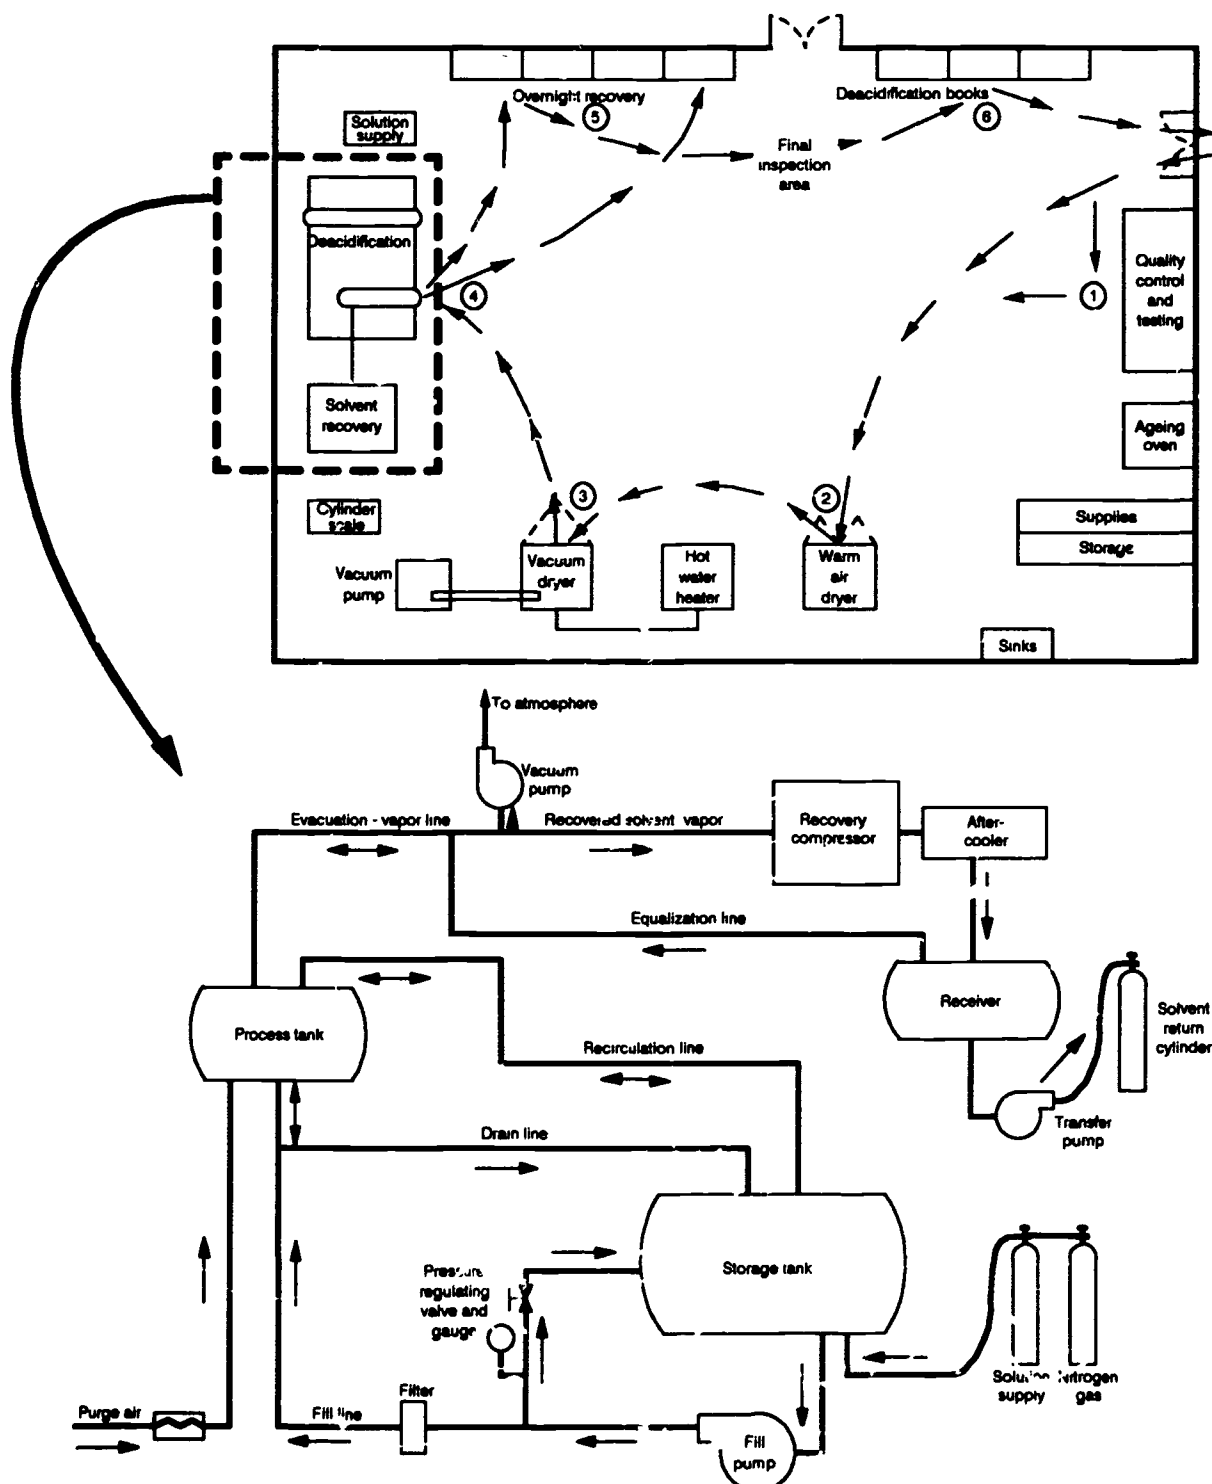 Overnight recovery
5
Deacidification books
6
Solution
supply
Final
inspection
area
Deacidification
4
1
Quality
control
and
testing
Solvent
recovery
Ageing
oven
Cylinder
scale
3
2
Supplies
Storage
Vacuum
pump
Vacuum
dryer
Hot
water
heater
Warm
air
dryer
Sinks
To atmosphere
Vacuum
pump
Evacuation - vapor line
Recovered solvent vapor
Recovery
compressor
After-
cooler
Equalization line
Receiver
Process tank
Solvent
return
cylinder
Recirculation line
Transfer
pump
Drain line
Storage tank
Pressure
regulating
valve and
gauge
Solution
supply
Nitrogen
gas
Filter
Purge air
Fill line
Fill
pump